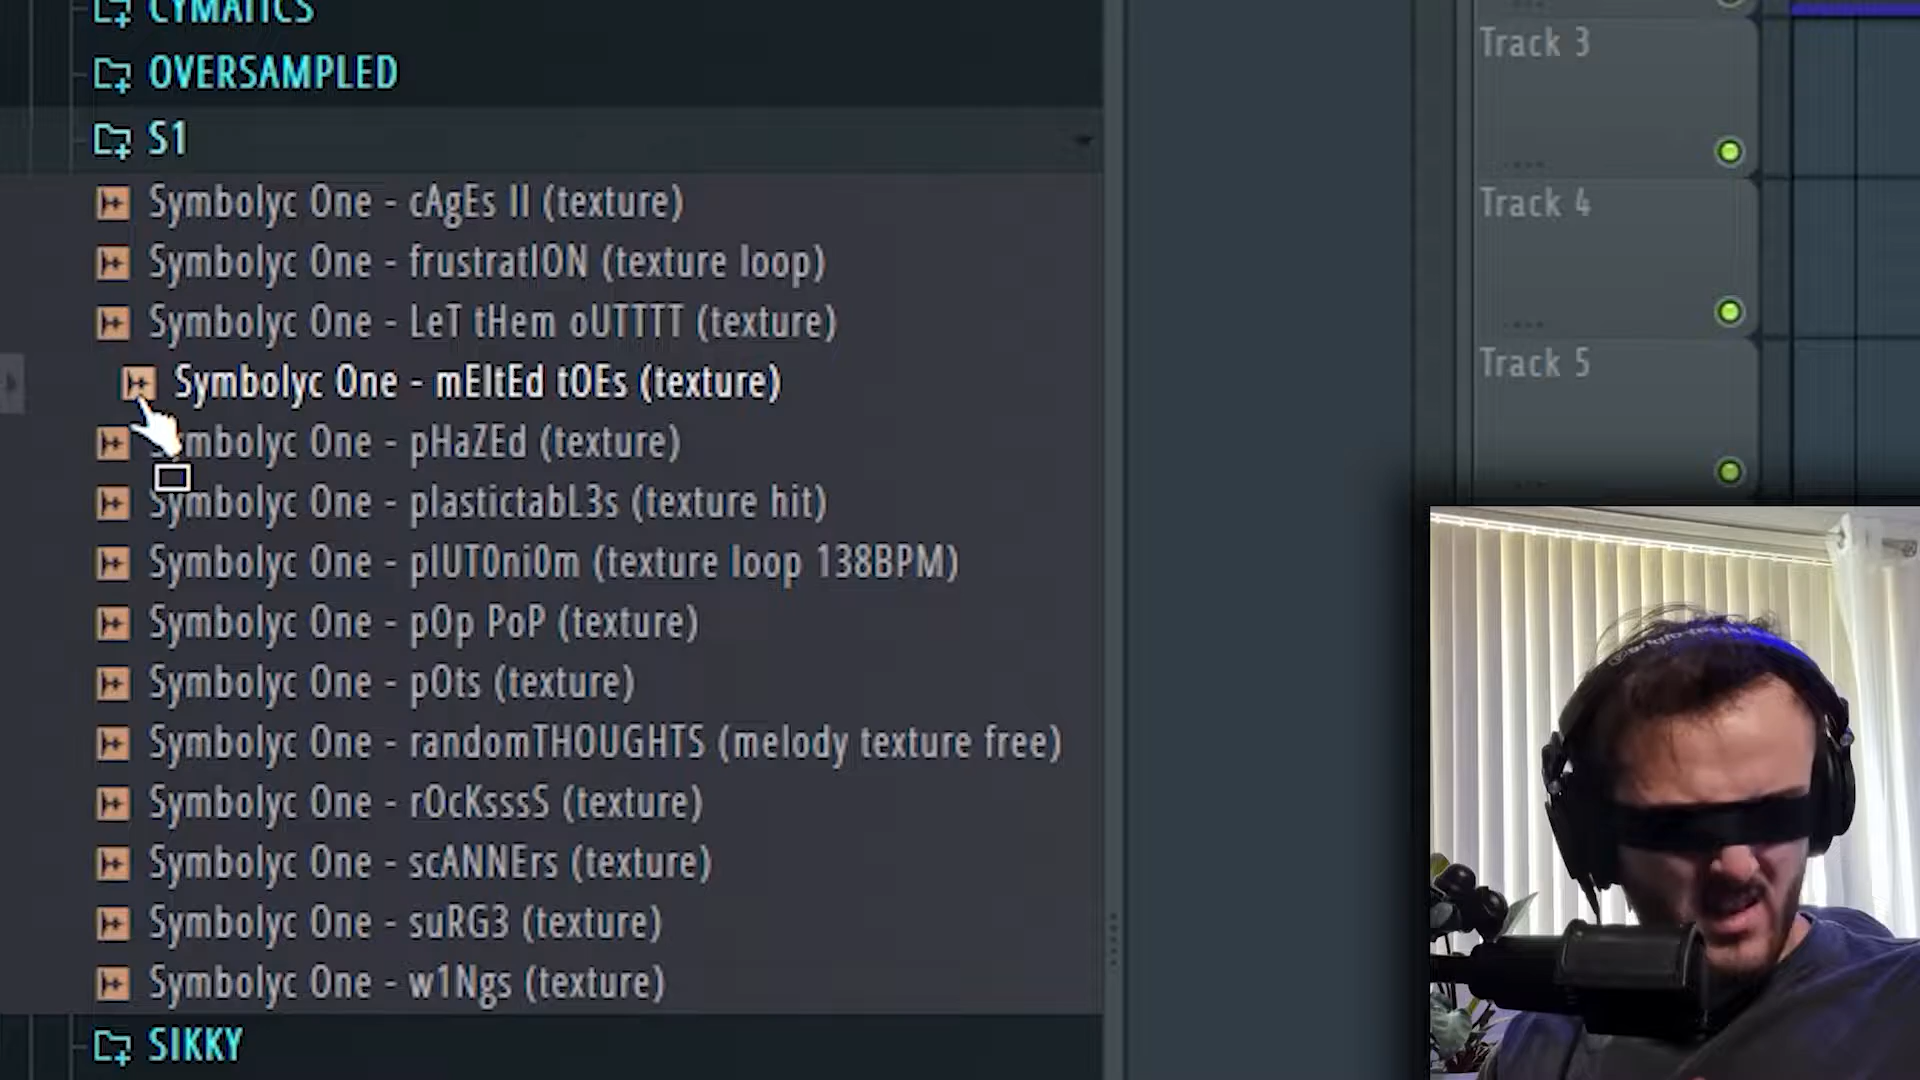 CYMATICS
OVERSAMPLED
S1
Symbolyc One - cAgEs II (texture)
Symbolyc One - frustratION (texture loop)
Symbolyc One - LeT tHem oUTTTT (texture)
Symbolyc One - mEltEd tOEs (texture)
Symbolyc One - pHaZEd (texture)
Symbolyc One - plastictabL3s (texture hit)
Symbolyc One - plUT0ni0m (texture loop 138BPM)
Symbolyc One - pOp PoP (texture)
Symbolyc One - pOts (texture)
Symbolyc One - randomTHOUGHTS (melody texture free)
Symbolyc One - rOcKsssS (texture)
Symbolyc One - scANNErs (texture)
Symbolyc One - suRG3 (texture)
Symbolyc One - w1Ngs (texture)
SIKKY
Track 3
Track 4
Track 5